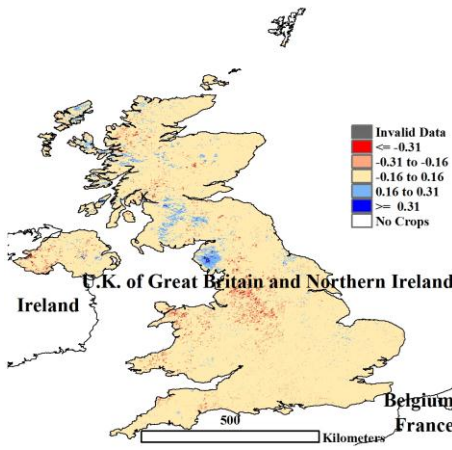 Invalid Data
<= -0.31
-0.31 to -0.16
-0.16 to 0.16
0.16 to 0.31
>= 0.31
No Crops
U.K. of Great Britain and Northern Ireland
Ireland
Belgium
France
500
Kilometers